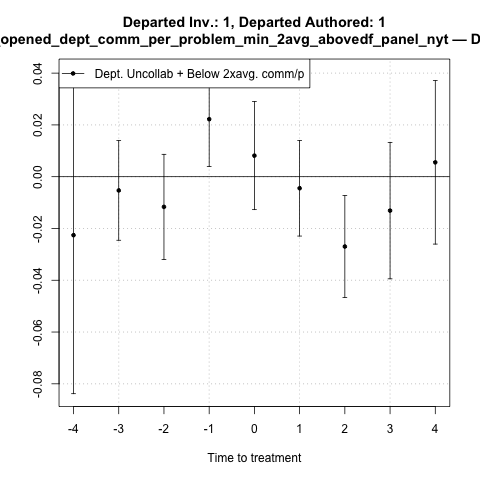 Departed Inv.: 1, Departed Authored: 1
opened_dept_comm_per_problem_min_2avg_abovedf_panel_nyt — D
Dept. Uncollab + Below 2xavg. comm/p
0.04
0.02
0.00
-0.02
-0.04
-0.06
-0.08
-4 -3 -2 -1 0 1 2 3 4
Time to treatment